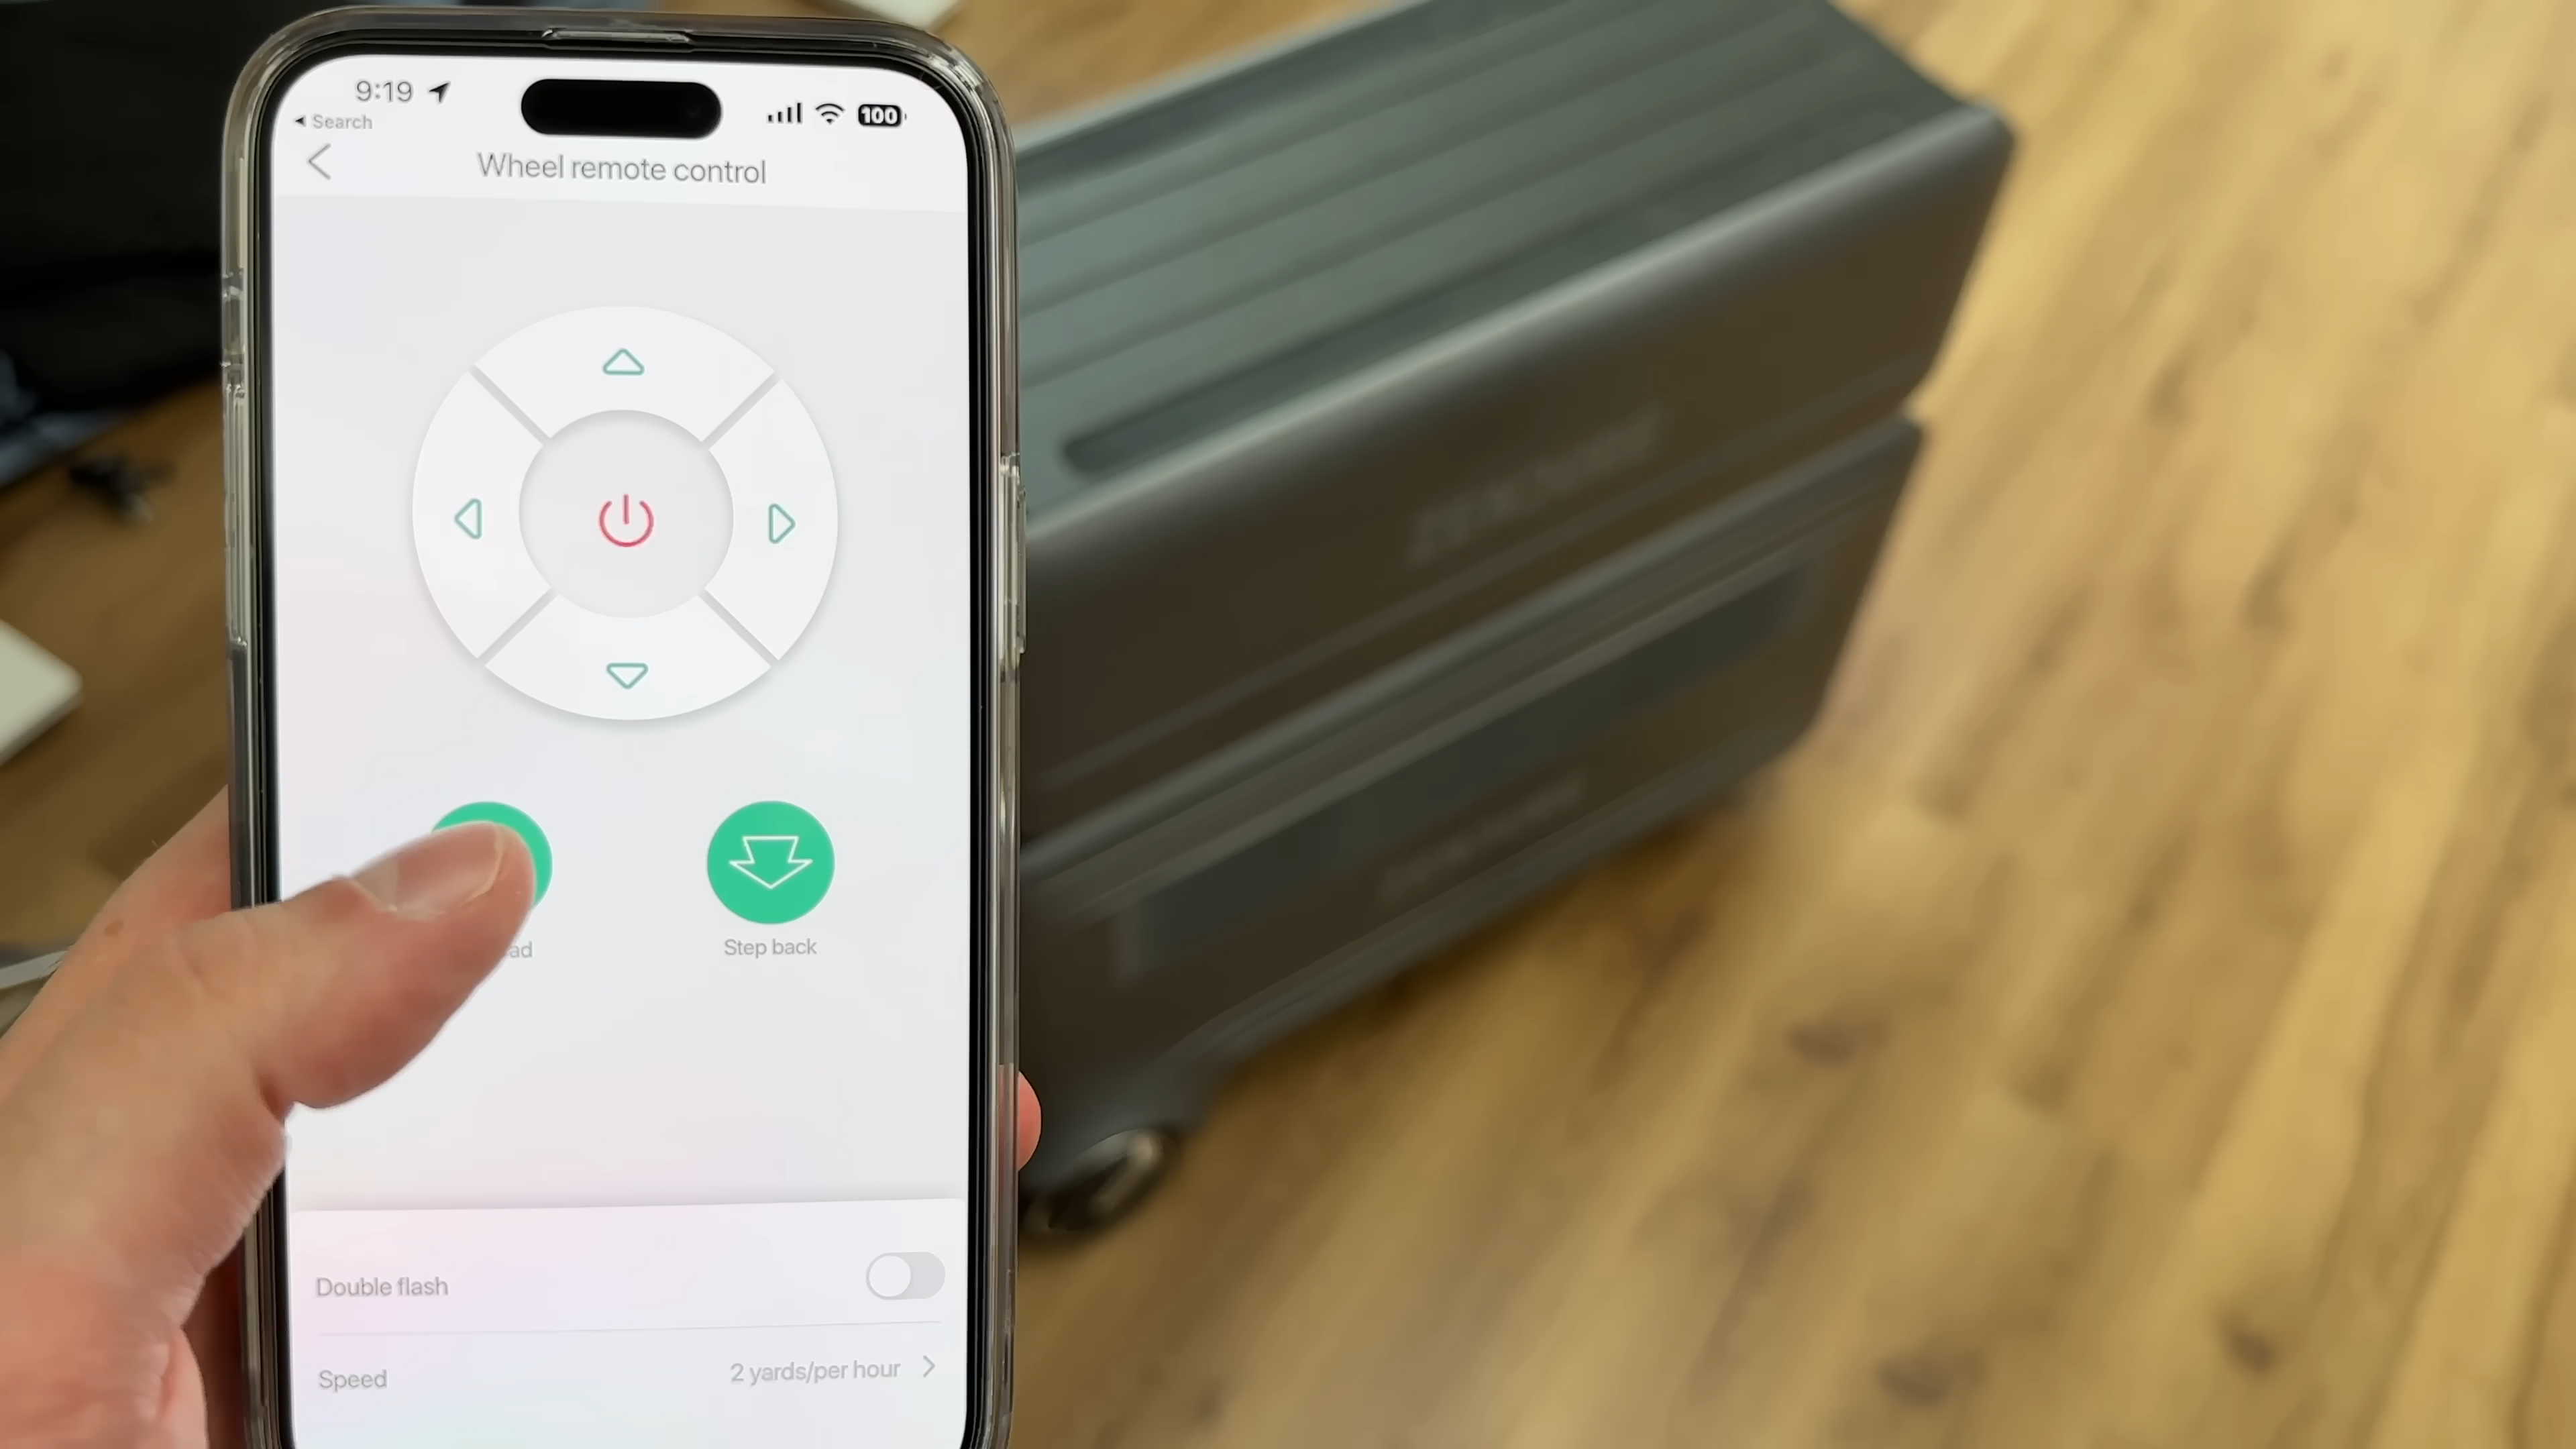 9:19
100
Search
Wheel remote control
ad
Step back
Double flash
Speed
2 yards/per hour